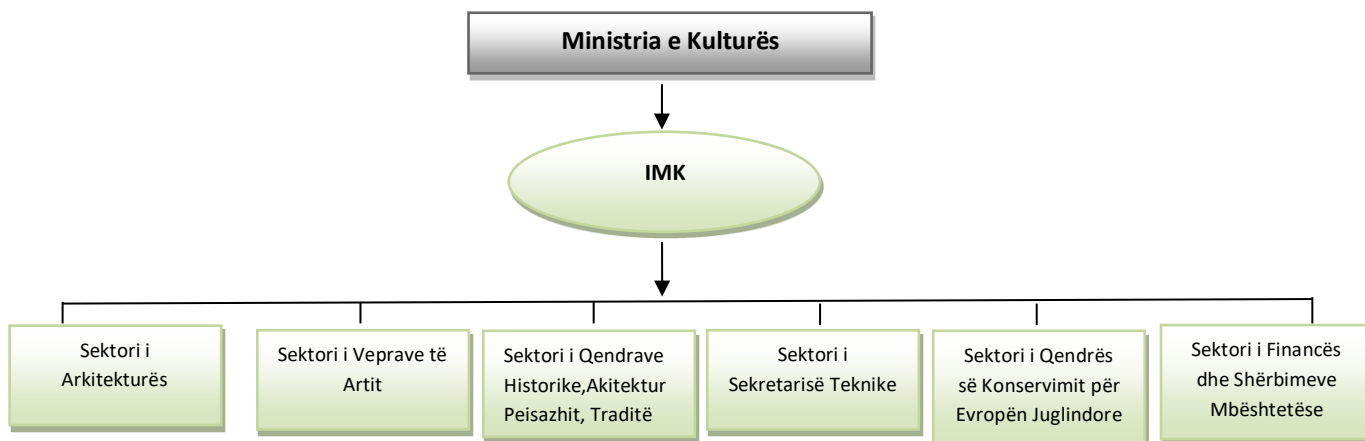 Ministria e Kulturës
IMK
Sektori i
Arkitekturës
Sektori i Veprave të
Artit
Sektori i Qendrave
Historike,Akitektur
Peisazhit, Traditë
Sektori i
Sekretarisë Teknike
Sektori i Qendrës
së Konservimit për
Evropën Juglindore
Sektori i Financës
dhe Shërbimeve
Mbështetëse